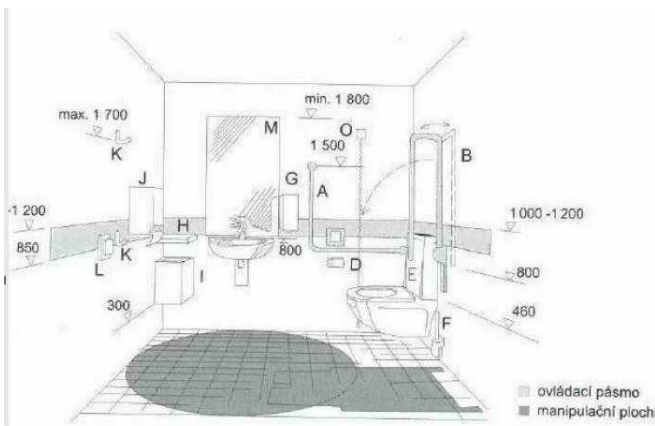 min. 1 800
max. 1 700
M
O
K
1 500
B
J
G
A
-1 200
H
1 000 -1 200
850
K
800
L
D
E
800
I
300
F
460
ovládací pásmo
manipulační ploch